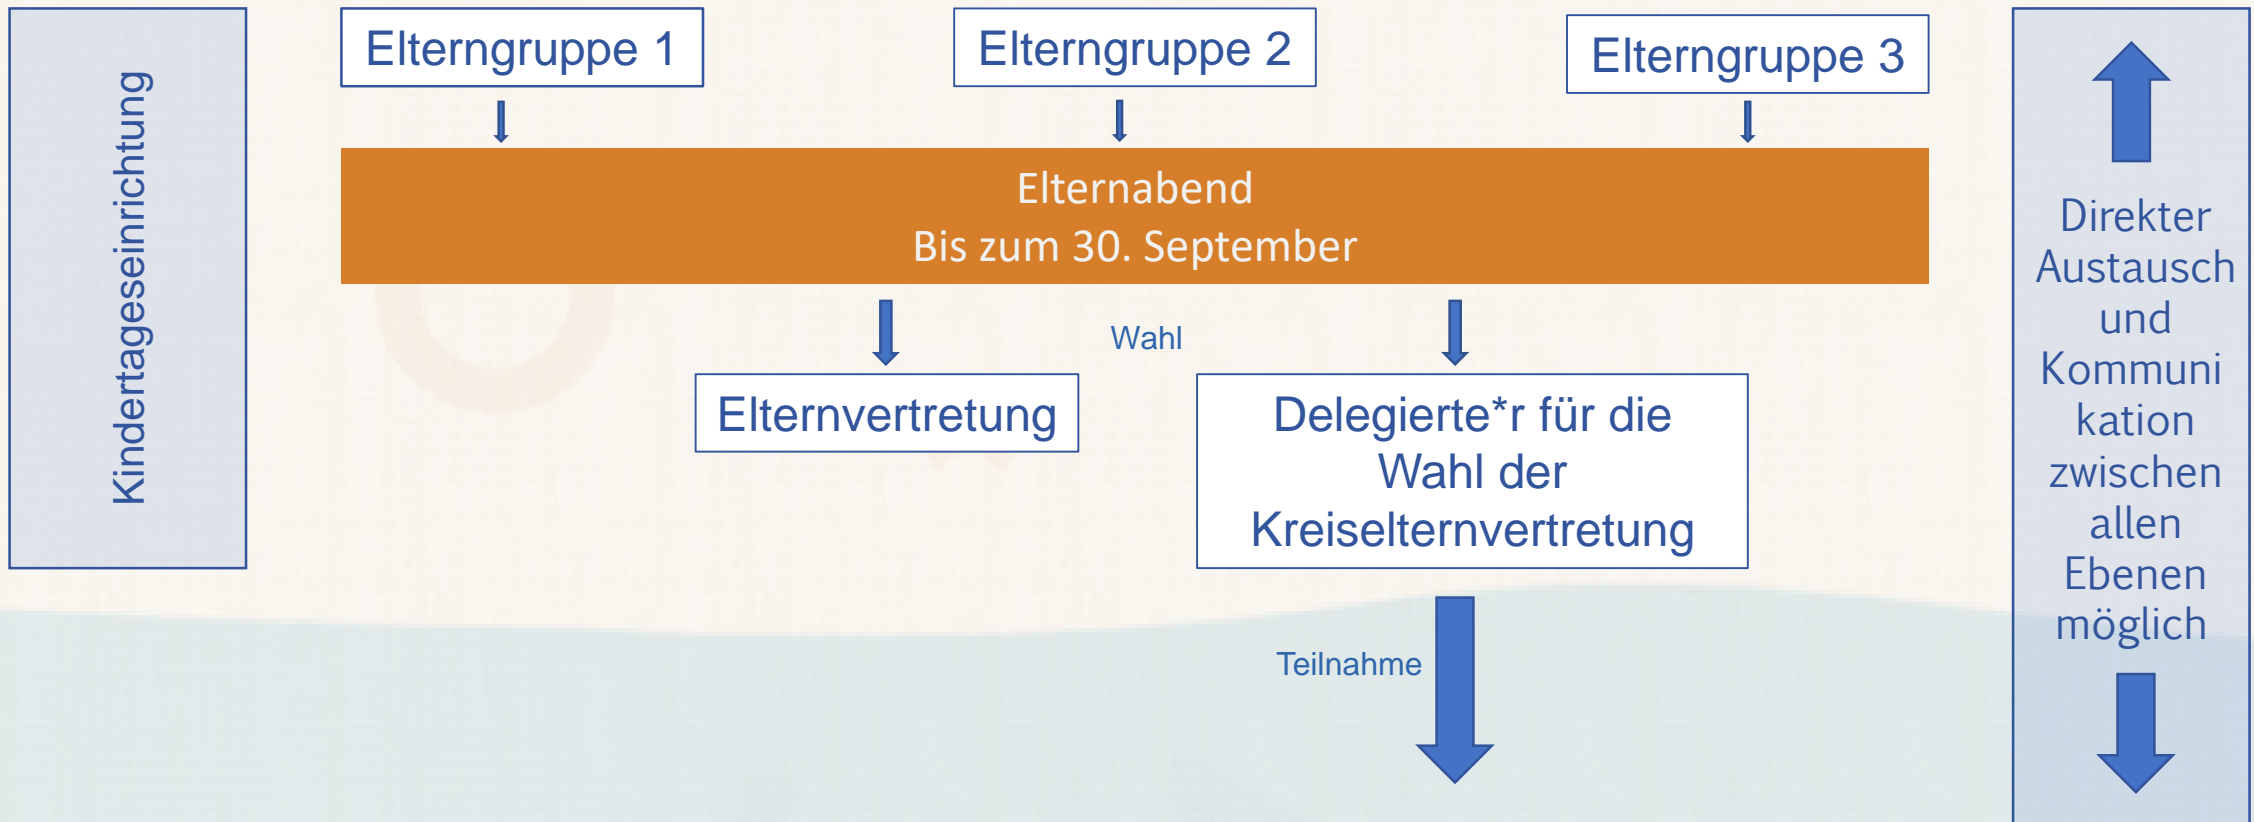 Kindertageseinrichtung
Elterngruppe 1
Elterngruppe 2
Elterngruppe 3
Elternabend
Bis zum 30. September
Wahl
Elternvertretung
Delegierte*r für die
Wahl der
Kreiselternvertretung
Teilnahme
Direkter
Austausch
und
Kommuni
kation
zwischen
allen
Ebenen
möglich